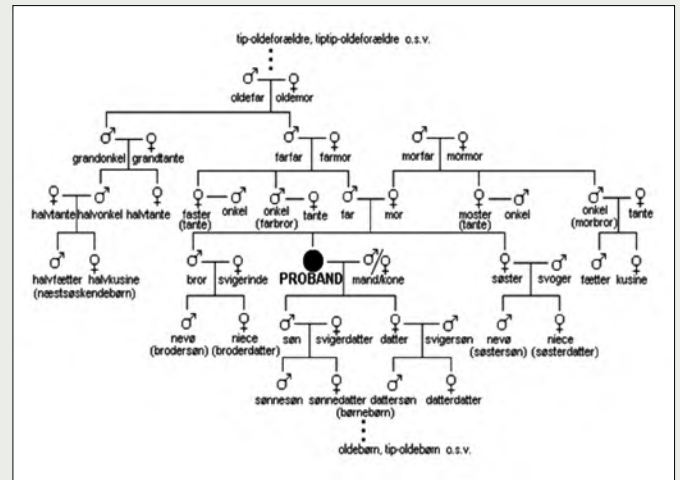 tip-oldeforældre, tiptip-oldeforældre o.s.v.
oldefar oldemor
grandonkel grandtante farfar farmor morfar mormor
halvtante halvonkel halvtante faster (tante) onkel onkel (farbror) tante far mor moster (tante) onkel onkel (morbror) tante
halvfætter halvkusine
(næstsøskendebørn)
bror svigerinde PROBAND mand/kone søster svoger fætter kusine
nevø (brodersøn) niece (broderdatter) søn svigerdatter datter svigersøn nevø (søstersøn) niece (søsterdatter)
sønnesøn sønnedatter dattersøn datterdatter
(børnebørn)
oldebørn, tip-oldebørn o.s.v.